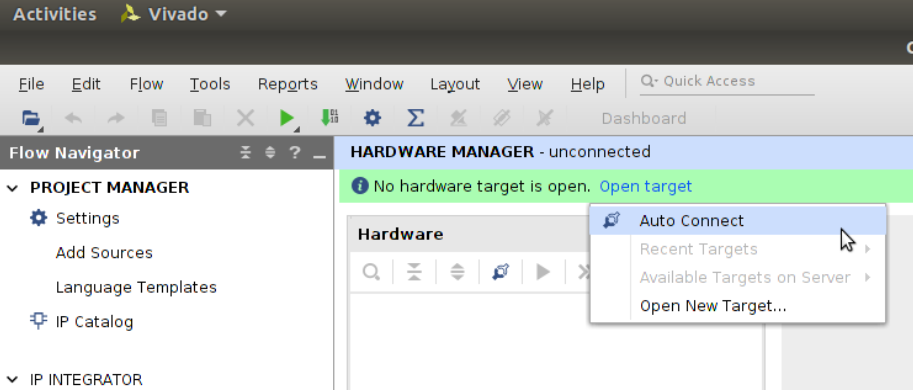 Activities Vivado
File Edit Flow Tools Reports Window Layout View Help Quick Access
Dashboard
Flow Navigator ? _
HARDWARE MANAGER - unconnected
No hardware target is open. Open target
PROJECT MANAGER
Settings
Add Sources
Language Templates
IP Catalog
IP INTEGRATOR
Hardware
Auto Connect
Recent Targets
Available Targets on Server
Open New Target...